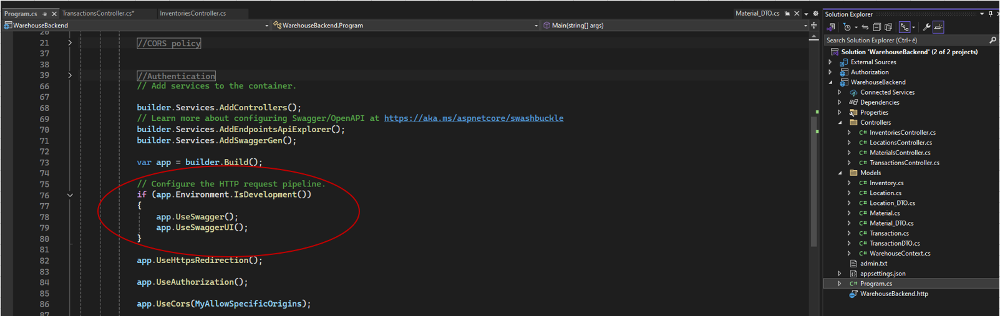 Program.cs
TransactionsController.cs*
InventoriesController.cs
Material_DTO.cs
Solution Explorer
WarehouseBackend
WarehouseBackend.Program
Main(string[] args)
Search Solution Explorer (Ctrl+é)
20
21 //CORS policy
37
38
39 //Authentication
66 // Add services to the container.
67
68 builder.Services.AddControllers();
69 // Learn more about configuring Swagger/OpenAPI at https://aka.ms/aspnetcore/swashbuckle
70 builder.Services.AddEndpointsApiExplorer();
71 builder.Services.AddSwaggerGen();
72
73 var app = builder.Build();
74
75 // Configure the HTTP request pipeline.
76 if (app.Environment.IsDevelopment())
77 {
78 app.UseSwagger();
79 app.UseSwaggerUI();
80 }
81
82 app.UseHttpsRedirection();
83
84 app.UseAuthorization();
85
86 app.UseCors(MyAllowSpecificOrigins);
87
Solution 'WarehouseBackend' (2 of 2 projects)
External Sources
Authorization
WarehouseBackend
Connected Services
Dependencies
Properties
Controllers
C# InventoriesController.cs
C# LocationsController.cs
C# MaterialsController.cs
C# TransactionsController.cs
Models
C# Inventory.cs
C# Location.cs
C# Location_DTO.cs
C# Material.cs
C# Material_DTO.cs
C# Transaction.cs
C# TransactionDTO.cs
C# WarehouseContext.cs
admin.txt
appsettings.json
C# Program.cs
WarehouseBackend.http